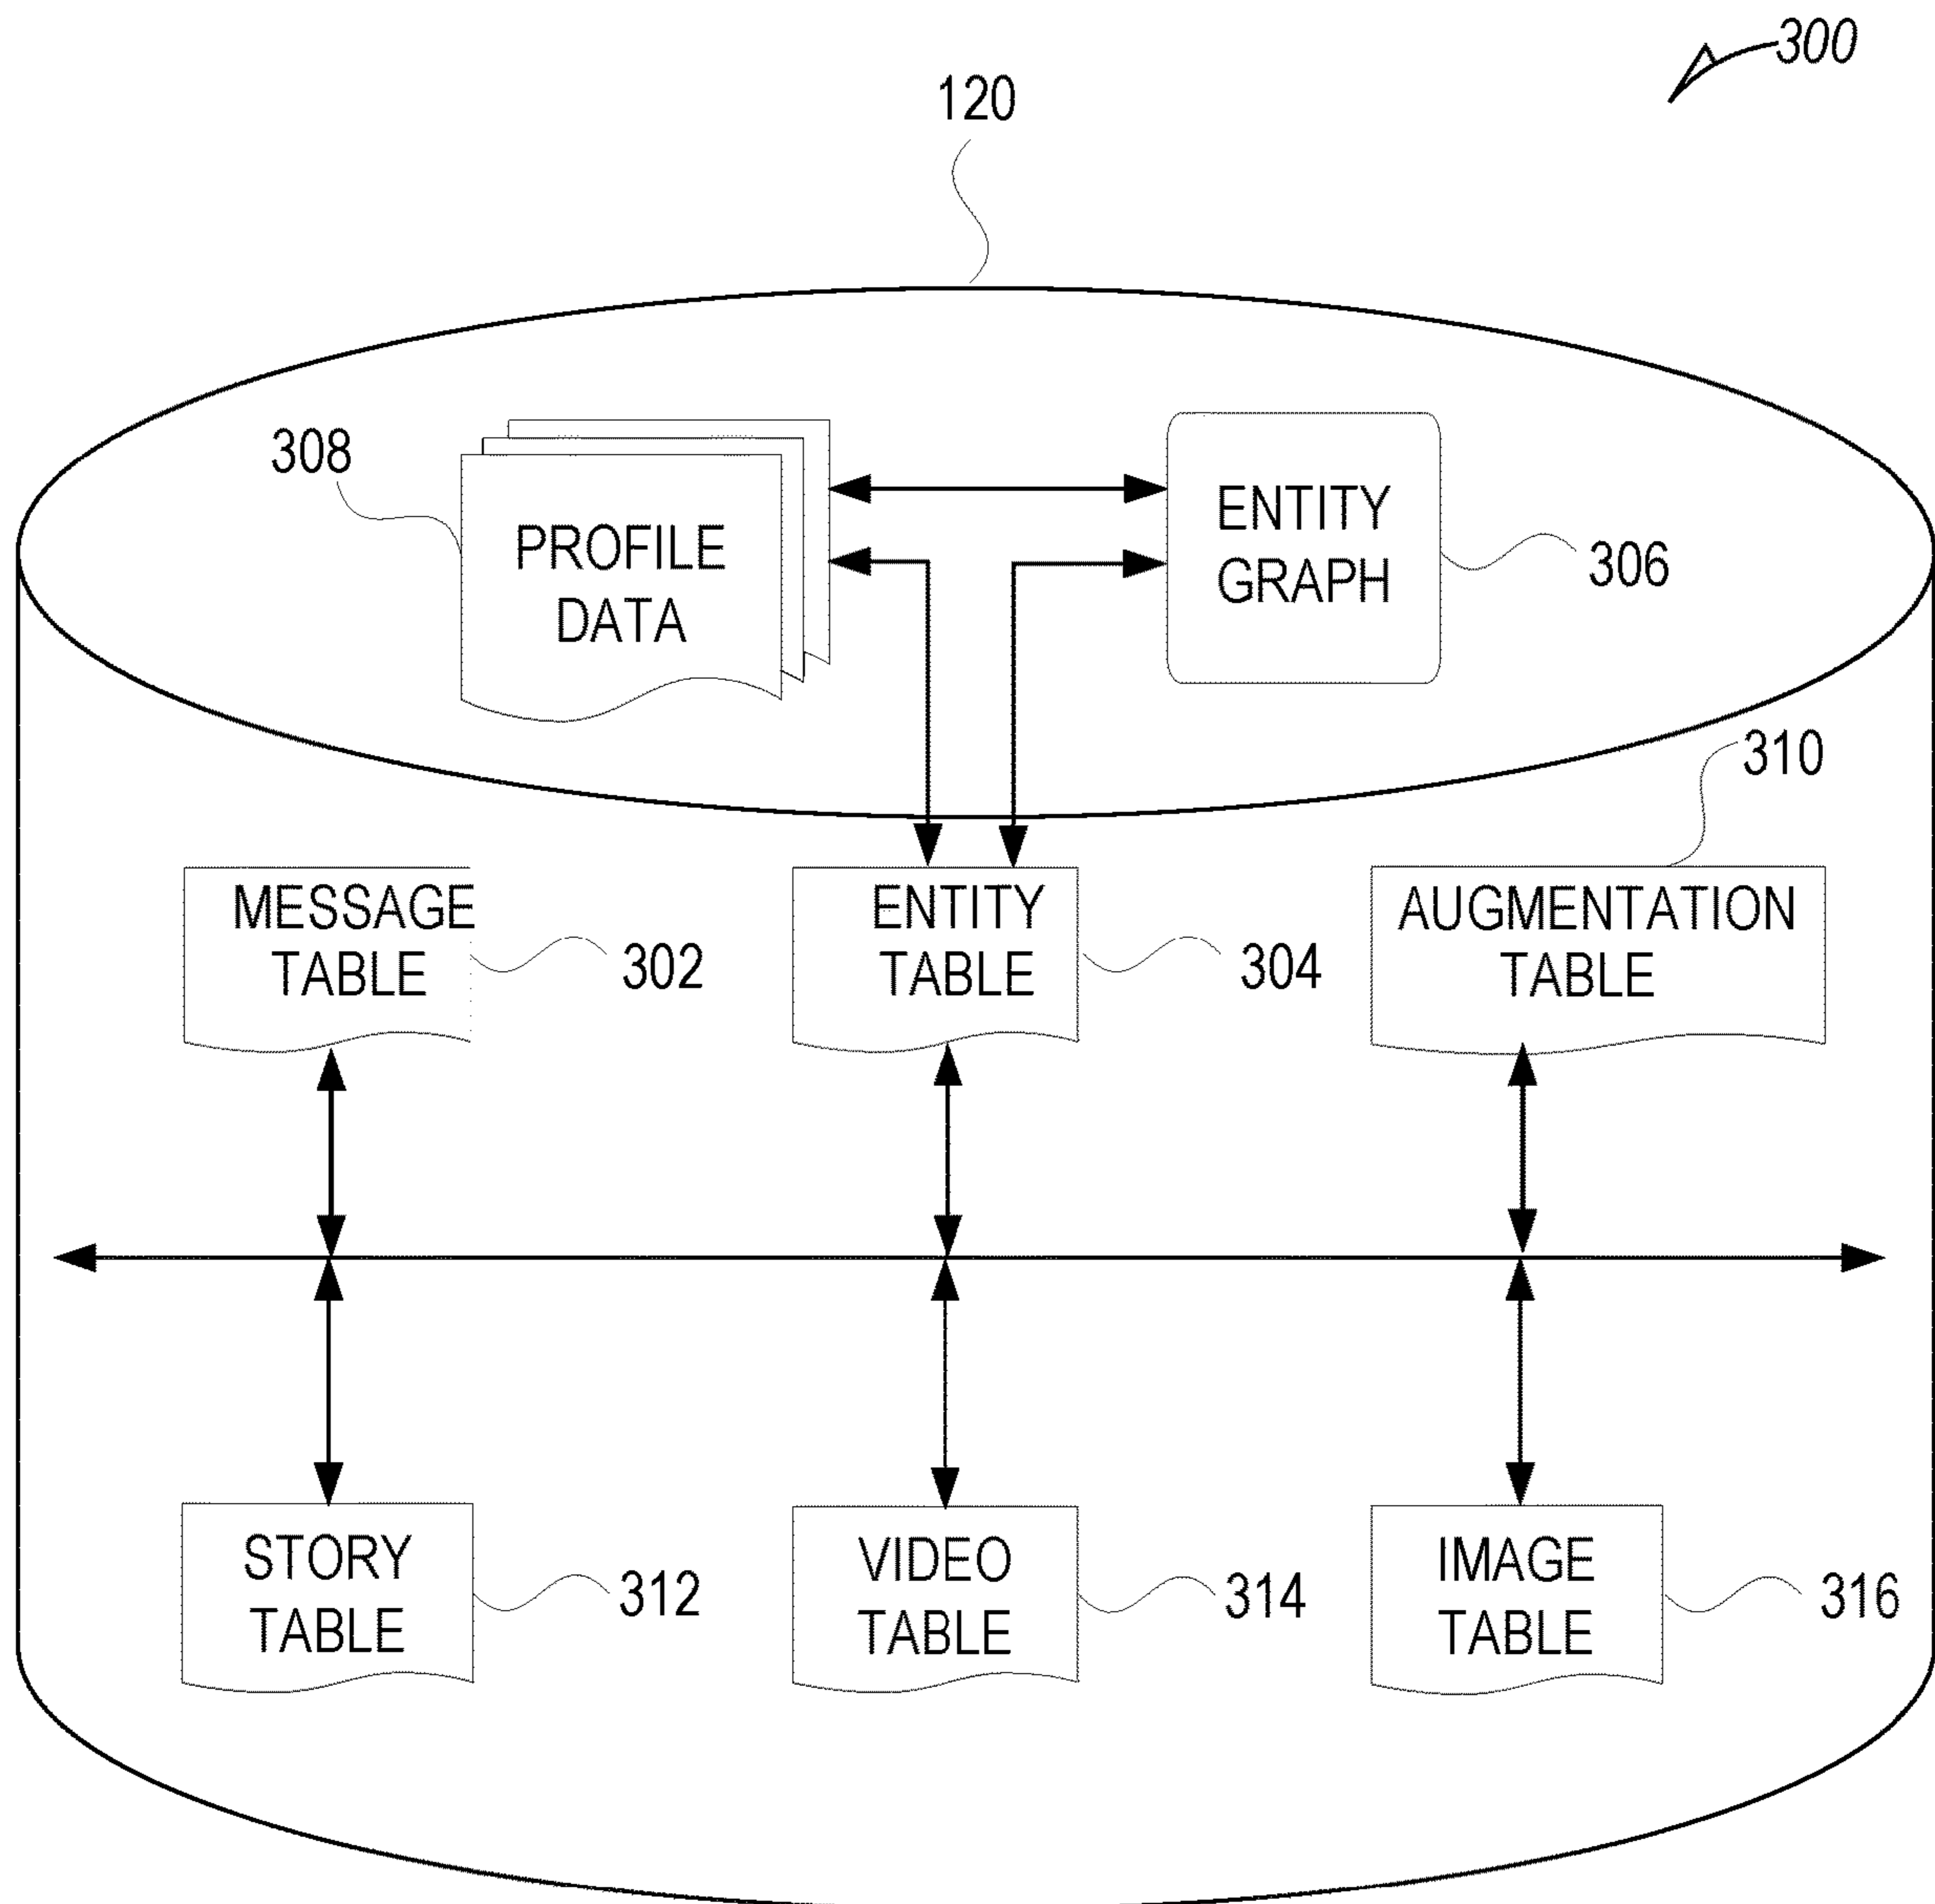 300
120
308
PROFILE
DATA
ENTITY
GRAPH
306
310
MESSAGE
TABLE
302
ENTITY
TABLE
304
AUGMENTATION
TABLE
STORY
TABLE
312
VIDEO
TABLE
314
IMAGE
TABLE
316